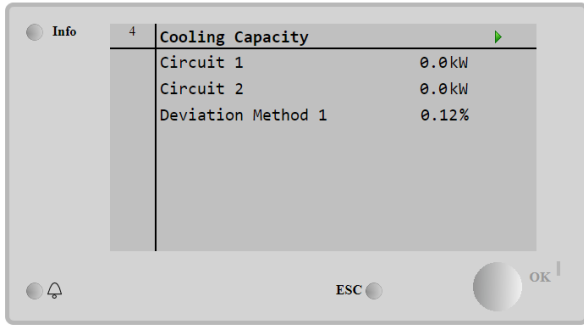 Info
4 Cooling Capacity
Circuit 1 0.0kW
Circuit 2 0.0kW
Deviation Method 1 0.12%
ESC
OK